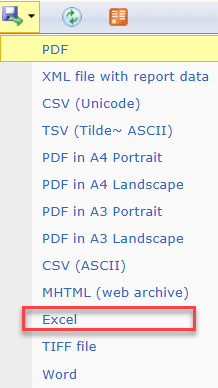 PDF
XML file with report data
CSV (Unicode)
TSV (Tilde~ ASCII)
PDF in A4 Portrait
PDF in A4 Landscape
PDF in A3 Portrait
PDF in A3 Landscape
CSV (ASCII)
MHTML (web archive)
Excel
TIFF file
Word